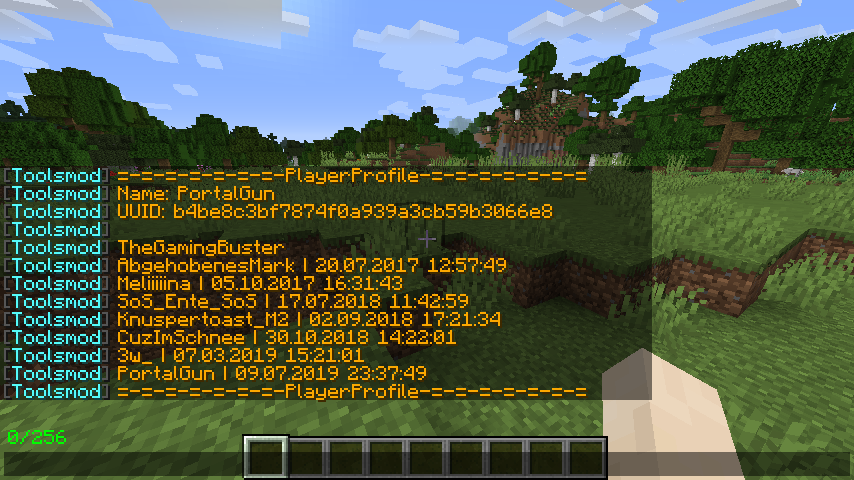 [Toolsmod] =-=-=-=-=-=-=-PlayerProfile-=-=-=-=-=-=-=
[Toolsmod] Name: PortalGun
[Toolsmod] UUID: b4be8c3bf7874f0a939a3cb59b3066e8
[Toolsmod]
[Toolsmod] TheGamingBuster
[Toolsmod] AbgehobenesMark | 20.07.2017 12:57:49
[Toolsmod] Meliiiiina | 05.10.2017 16:31:43
[Toolsmod] SoS_Ente_SoS | 17.07.2018 11:42:59
[Toolsmod] Knuspertoast_M2 | 02.09.2018 17:21:34
[Toolsmod] CuzImSchnee | 30.10.2018 14:22:01
[Toolsmod] 3w_ | 07.03.2019 15:21:01
[Toolsmod] PortalGun | 09.07.2019 23:37:49
[Toolsmod] =-=-=-=-=-=-=-PlayerProfile-=-=-=-=-=-=-=
0/256